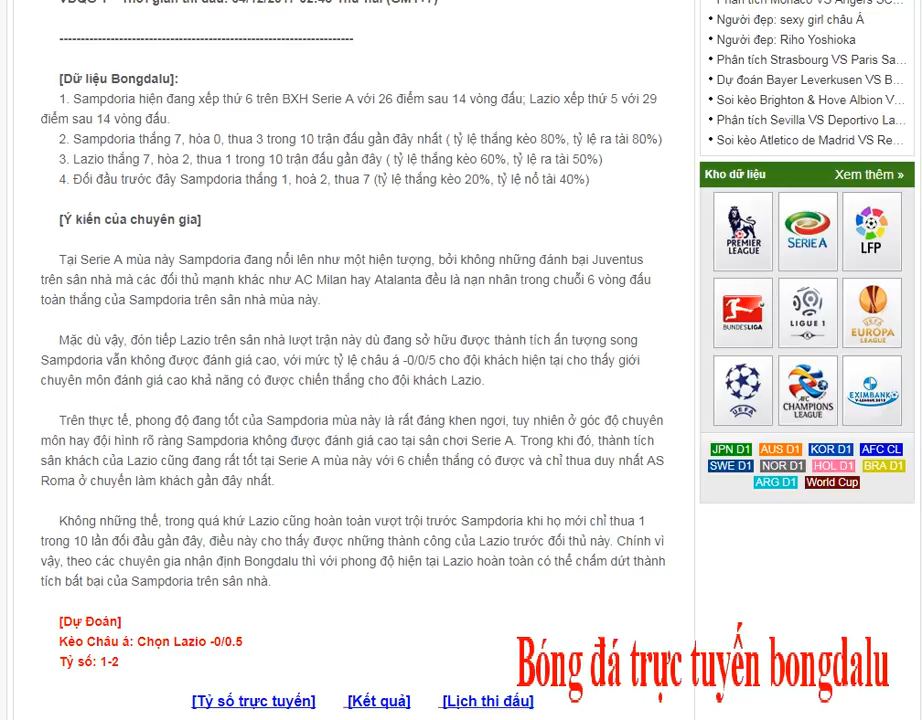 [Dữ liệu Bongdalu]:
1. Sampdoria hiện đang xếp thứ 6 trên BXH Serie A với 26 điểm sau 14 vòng đấu; Lazio xếp thứ 5 với 29
điểm sau 14 vòng đấu.
2. Sampdoria thắng 7, hòa 0, thua 3 trong 10 trận đấu gần đây nhất ( tỷ lệ thắng kèo 80%, tỷ lệ ra tài 80%)
3. Lazio thắng 7, hòa 2, thua 1 trong 10 trận đấu gần đây ( tỷ lệ thắng kèo 60%, tỷ lệ ra tài 50%)
4. Đối đầu trước đây Sampdoria thắng 1, hoà 2, thua 7 (tỷ lệ thắng kèo 20%, tỷ lệ nổ tài 40%)
[Ý kiến của chuyên gia]
Tại Serie A mùa này Sampdoria đang nổi lên như một hiện tượng, bởi không những đánh bại Juventus
trên sân nhà mà các đối thủ mạnh khác như AC Milan hay Atalanta đều là nạn nhân trong chuỗi 6 vòng đấu
toàn thắng của Sampdoria trên sân nhà mùa này.
Mặc dù vậy, đón tiếp Lazio trên sân nhà lượt trận này dù đang sở hữu được thành tích ấn tượng song
Sampdoria vẫn không được đánh giá cao, với mức tỷ lệ châu á -0/0/5 cho đội khách hiện tại cho thấy giới
chuyên môn đánh giá cao khả năng có được chiến thắng cho đội khách Lazio.
Trên thực tế, phong độ đang tốt của Sampdoria mùa này là rất đáng khen ngợi, tuy nhiên ở góc độ chuyên
môn hay đội hình rõ ràng Sampdoria không được đánh giá cao tại sân chơi Serie A. Trong khi đó, thành tích
sân khách của Lazio cũng đang rất tốt tại Serie A mùa này với 6 chiến thắng có được và chỉ thua duy nhất AS
Roma ở chuyến làm khách gần đây nhất.
Không những thế, trong quá khứ Lazio cũng hoàn toàn vượt trội trước Sampdoria khi họ mới chỉ thua 1
trong 10 lần đối đầu gần đây, điều này cho thấy được những thành công của Lazio trước đối thủ này. Chính vì
vậy, theo các chuyên gia nhận định Bongdalu thì với phong độ hiện tại Lazio hoàn toàn có thể chấm dứt thành
tích bất bại của Sampdoria trên sân nhà.
[Dự Đoán]
Kèo Châu á: Chọn Lazio -0/0.5
Tỷ số: 1-2
[Tỷ số trực tuyến] [Kết quả] [Lịch thi đấu]
Người đẹp: sexy girl châu Á
Người đẹp: Riho Yoshioka
Phân tích Strasbourg VS Paris Sa...
Dự đoán Bayer Leverkusen VS B...
Soi kèo Brighton & Hove Albion V...
Phân tích Sevilla VS Deportivo La...
Soi kèo Atletico de Madrid VS Re...
Kho dữ liệu Xem thêm »
PREMIER LEAGUE
SERIE A
LFP
BUNDESLIGA
LIGUE 1
UEFA EUROPA LEAGUE
UEFA
AFC CHAMPIONS LEAGUE
EXIMBANK
JPN D1 AUS D1 KOR D1 AFC CL
SWE D1 NOR D1 HOL D1 BRA D1
ARG D1 World Cup
Bóng đá trực tuyến bongdalu